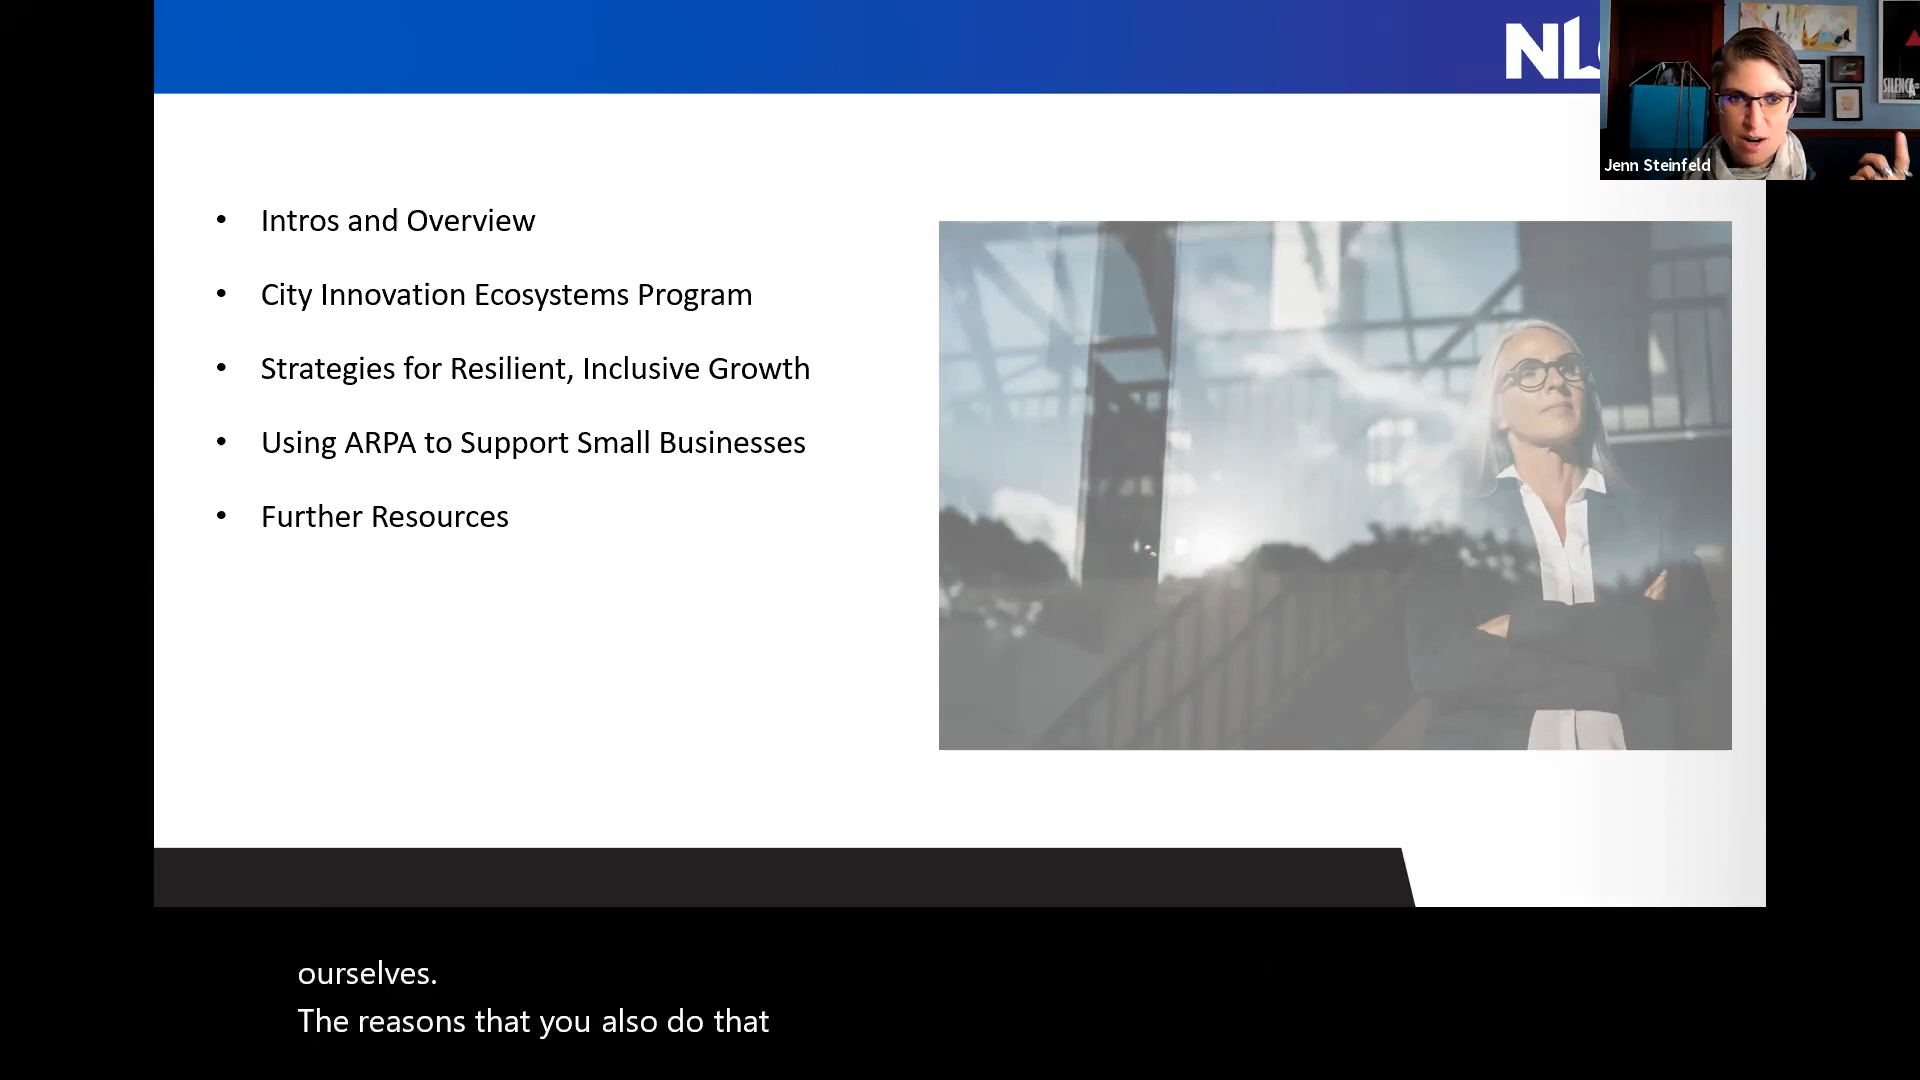 NL
Jenn Steinfeld
• Intros and Overview
• City Innovation Ecosystems Program
• Strategies for Resilient, Inclusive Growth
• Using ARPA to Support Small Businesses
• Further Resources
ourselves.
The reasons that you also do that